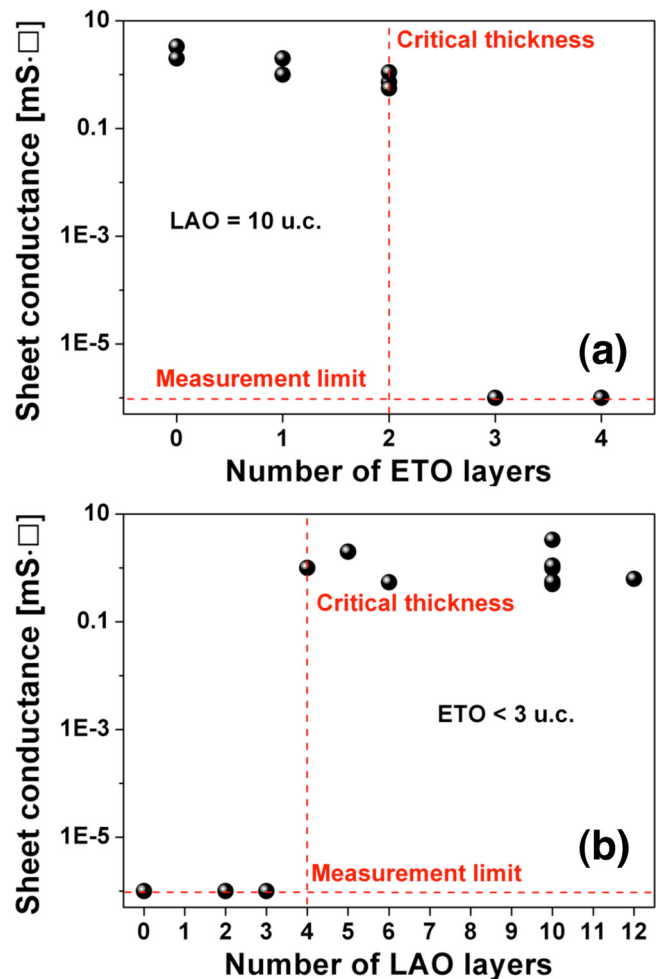 Sheet conductance [mS·□]
10
0.1
1E-3
1E-5
Critical thickness
LAO = 10 u.c.
(a)
Measurement limit
0 1 2 3 4
Number of ETO layers
Sheet conductance [mS·□]
10
0.1
1E-3
1E-5
Critical thickness
ETO < 3 u.c.
(b)
Measurement limit
0 1 2 3 4 5 6 7 8 9 10 11 12
Number of LAO layers